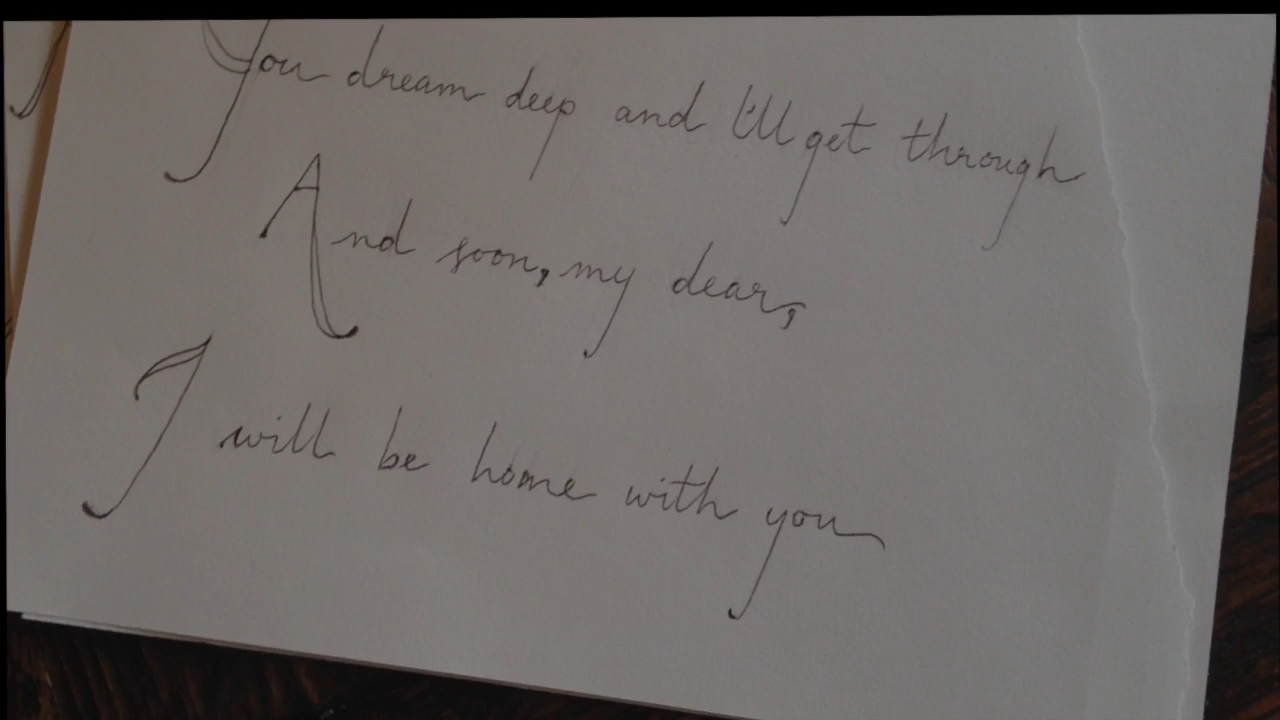 You dream deep and I'll get through
And soon, my dear,
I will be home with you